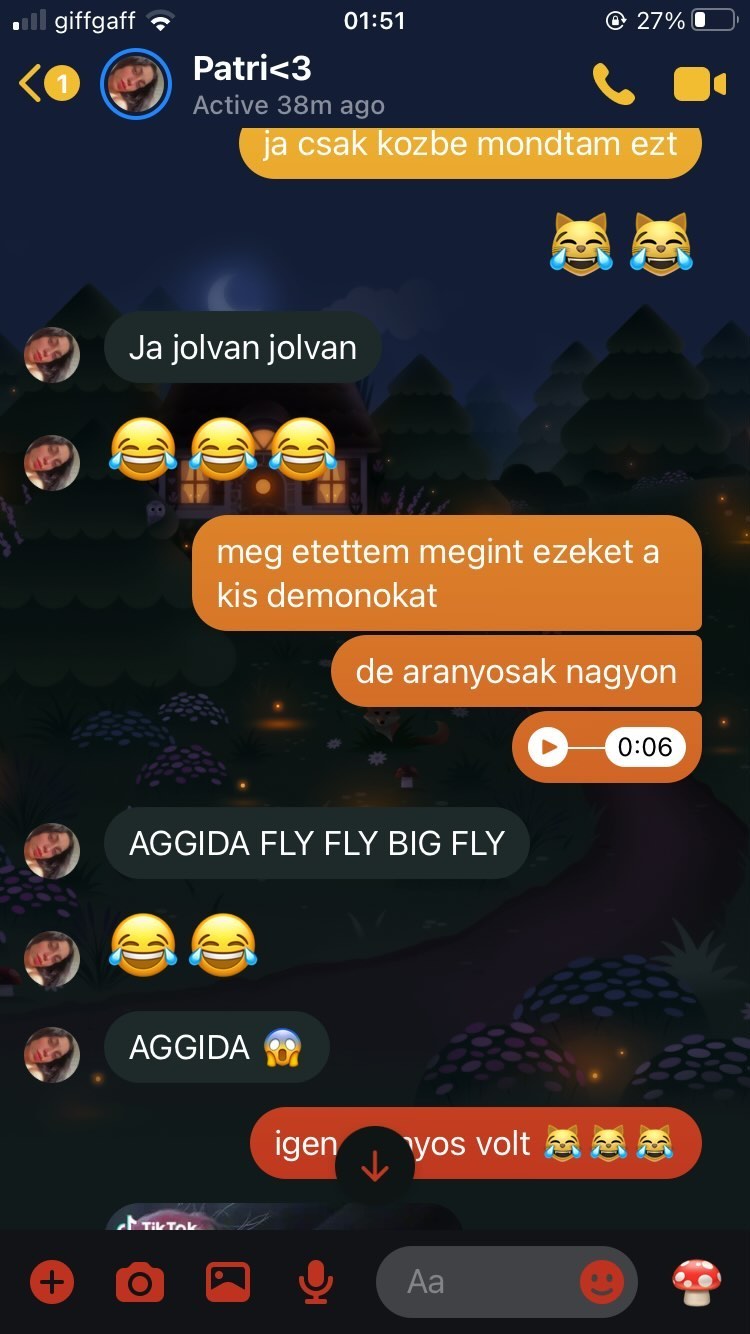 giffgaff
01:51
27%
1
Patri<3
Active 38m ago
ja csak kozbe mondtam ezt
😹😹
Ja jolvan jolvan
😂😂😂
meg etettem megint ezeket a
kis demonokat
de aranyosak nagyon
0:06
AGGIDA FLY FLY BIG FLY
😂😂
AGGIDA 😱
igen volt 😹😹😹
TikTok
Aa